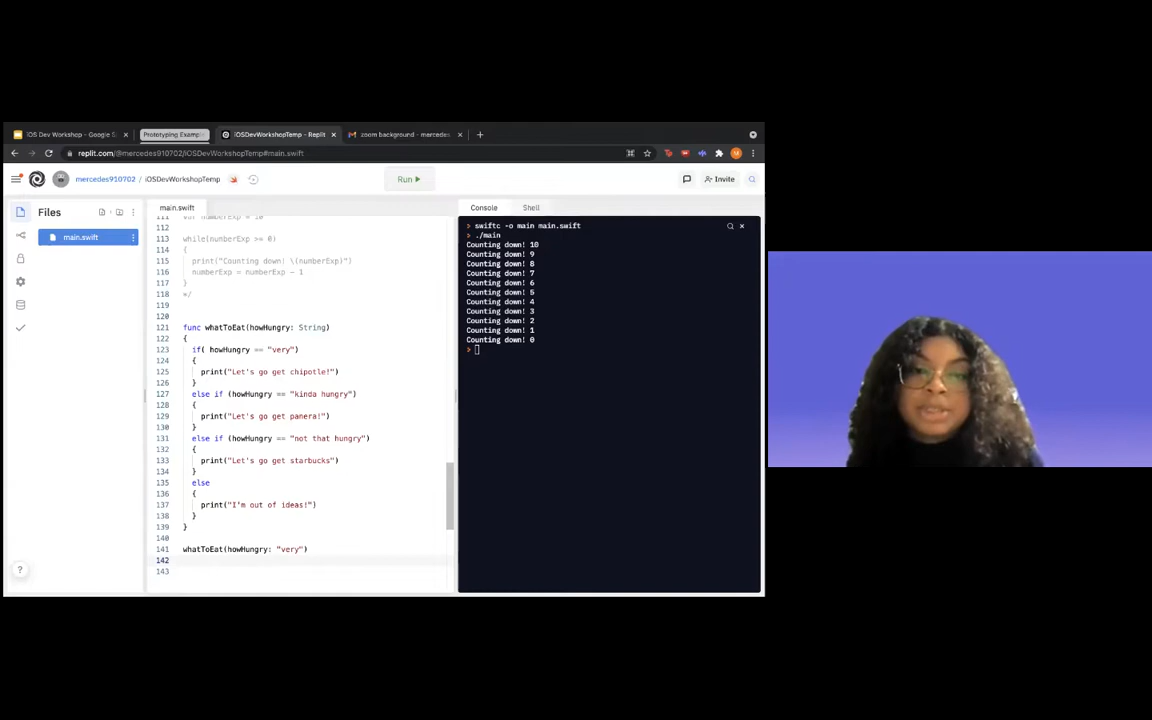 iOS Dev Workshop - Google S
Prototyping Exampl
iOSDevWorkshopTemp - Replit
zoom background - mercedes
replit.com/@mercedes910702/iOSDevWorkshopTemp#main.swift
mercedes910702 / iOSDevWorkshopTemp
Run
Invite
Files
main.swift
main.swift
Console
Shell
111 var numberExp = 10
112
113 while(numberExp >= 0)
114 {
115 print("Counting down! \(numberExp)")
116 numberExp = numberExp - 1
117 }
118 */
119
120
121 func whatToEat(howHungry: String)
122 {
123 if( howHungry == "very")
124 {
125 print("Let's go get chipotle!")
126 }
127 else if (howHungry == "kinda hungry")
128 {
129 print("Let's go get panera!")
130 }
131 else if (howHungry == "not that hungry")
132 {
133 print("Let's go get starbucks")
134 }
135 else
136 {
137 print("I'm out of ideas!")
138 }
139 }
140
141 whatToEat(howHungry: "very")
142
143
> swiftc -o main main.swift
> ./main
Counting down! 10
Counting down! 9
Counting down! 8
Counting down! 7
Counting down! 6
Counting down! 5
Counting down! 4
Counting down! 3
Counting down! 2
Counting down! 1
Counting down! 0
>
?